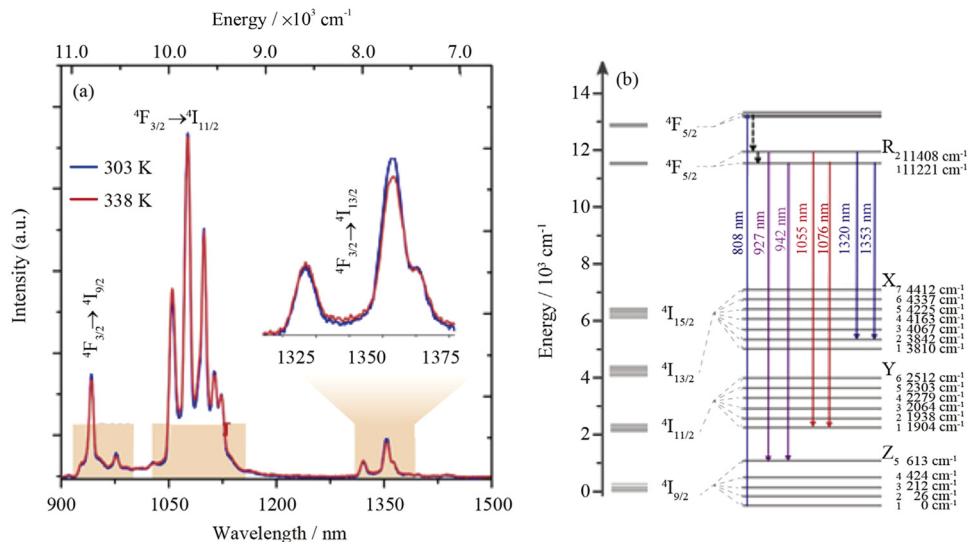 Energy / ×10³ cm⁻¹
11.0 10.0 9.0 8.0 7.0
(a)
⁴F₃/₂→⁴I₁₁/₂
303 K
338 K
⁴F₃/₂→⁴I₉/₂
⁴F₃/₂→⁴I₁₃/₂
1325 1350 1375
Intensity (a.u.)
900 1050 1200 1350 1500
Wavelength / nm
(b)
Energy / 10³ cm⁻¹
14
12
10
8
6
4
2
0
⁴F₅/₂
⁴F₅/₂
⁴I₁₅/₂
⁴I₁₃/₂
⁴I₁₁/₂
⁴I₉/₂
808 nm
927 nm
942 nm
1055 nm
1076 nm
1320 nm
1353 nm
R
2 11408 cm⁻¹
1 11221 cm⁻¹
X
7 4412 cm⁻¹
6 4337 cm⁻¹
5 4225 cm⁻¹
4 4163 cm⁻¹
3 4067 cm⁻¹
2 3842 cm⁻¹
1 3810 cm⁻¹
Y
6 2512 cm⁻¹
5 2303 cm⁻¹
4 2279 cm⁻¹
3 2064 cm⁻¹
2 1938 cm⁻¹
1 1904 cm⁻¹
Z
5 613 cm⁻¹
4 424 cm⁻¹
3 212 cm⁻¹
2 26 cm⁻¹
1 0 cm⁻¹